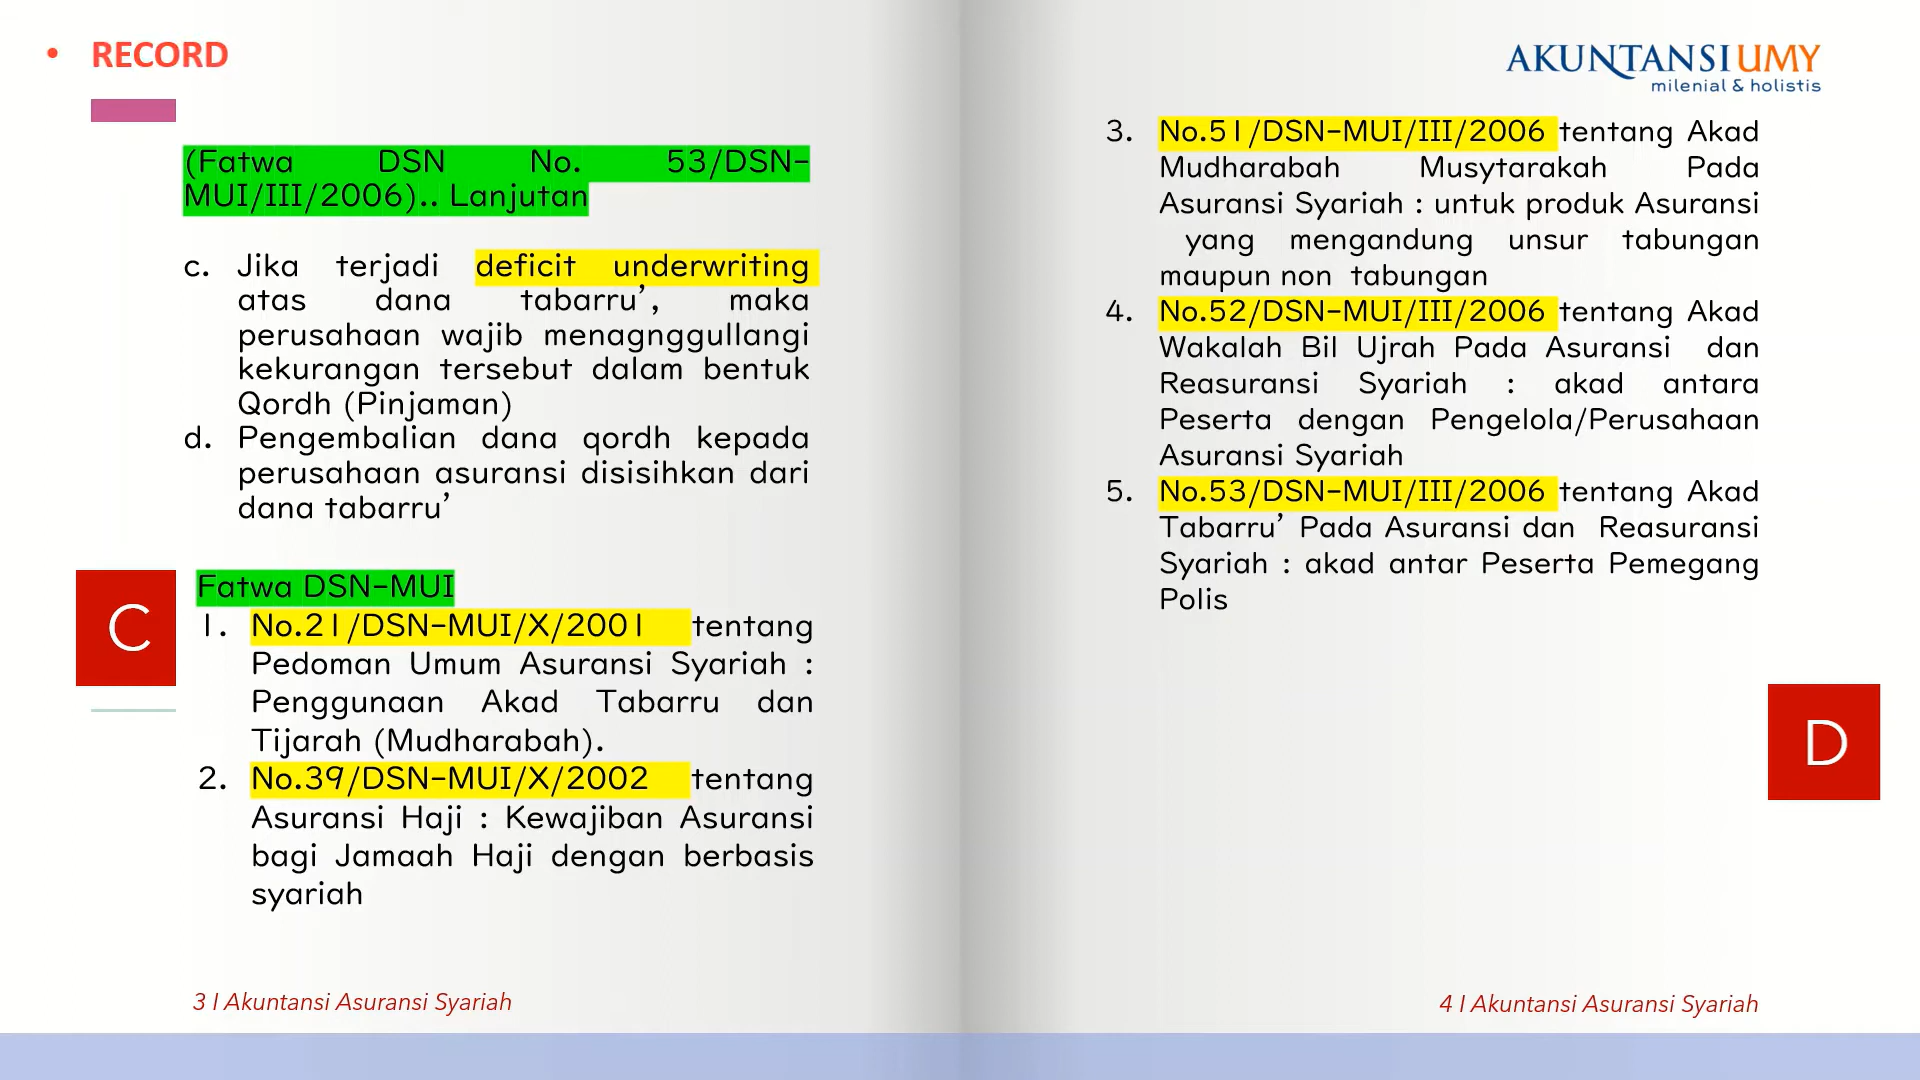 • RECORD
AKUNTANSI UMY
milenial & holistis
(Fatwa DSN No. 53/DSN-
MUI/III/2006).. Lanjutan
c. Jika terjadi deficit underwriting
atas dana tabarru’, maka
perusahaan wajib menagnggullangi
kekurangan tersebut dalam bentuk
Qordh (Pinjaman)
d. Pengembalian dana qordh kepada
perusahaan asuransi disisihkan dari
dana tabarru’
C
Fatwa DSN-MUI
1. No.21/DSN-MUI/X/2001 tentang
Pedoman Umum Asuransi Syariah :
Penggunaan Akad Tabarru dan
Tijarah (Mudharabah).
2. No.39/DSN-MUI/X/2002 tentang
Asuransi Haji : Kewajiban Asuransi
bagi Jamaah Haji dengan berbasis
syariah
3 I Akuntansi Asuransi Syariah
3. No.51/DSN-MUI/III/2006 tentang Akad
Mudharabah Musytarakah Pada
Asuransi Syariah : untuk produk Asuransi
yang mengandung unsur tabungan
maupun non tabungan
4. No.52/DSN-MUI/III/2006 tentang Akad
Wakalah Bil Ujrah Pada Asuransi dan
Reasuransi Syariah : akad antara
Peserta dengan Pengelola/Perusahaan
Asuransi Syariah
5. No.53/DSN-MUI/III/2006 tentang Akad
Tabarru’ Pada Asuransi dan Reasuransi
Syariah : akad antar Peserta Pemegang
Polis
D
4 I Akuntansi Asuransi Syariah